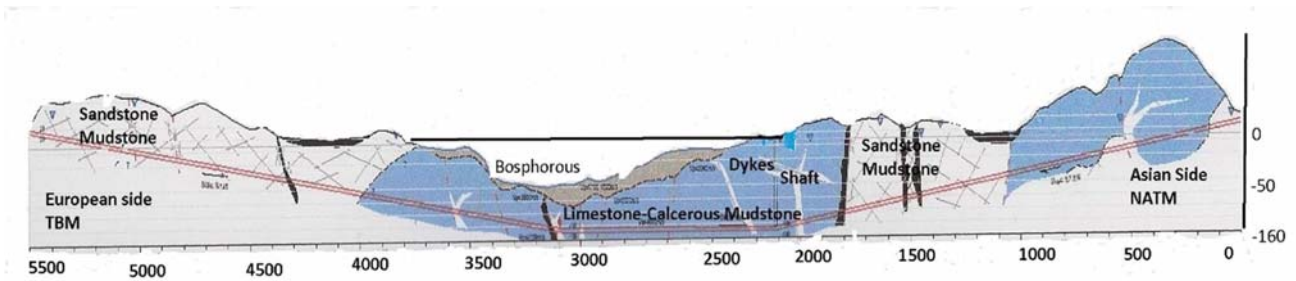 Sandstone
Mudstone
Bosphorous
Dykes
Shaft
Sandstone
Mudstone
0
-50
-160
European side
TBM
Limestone-Calcerous Mudstone
Asian Side
NATM
5500
5000
4500
4000
3500
3000
2500
2000
1500
1000
500
0